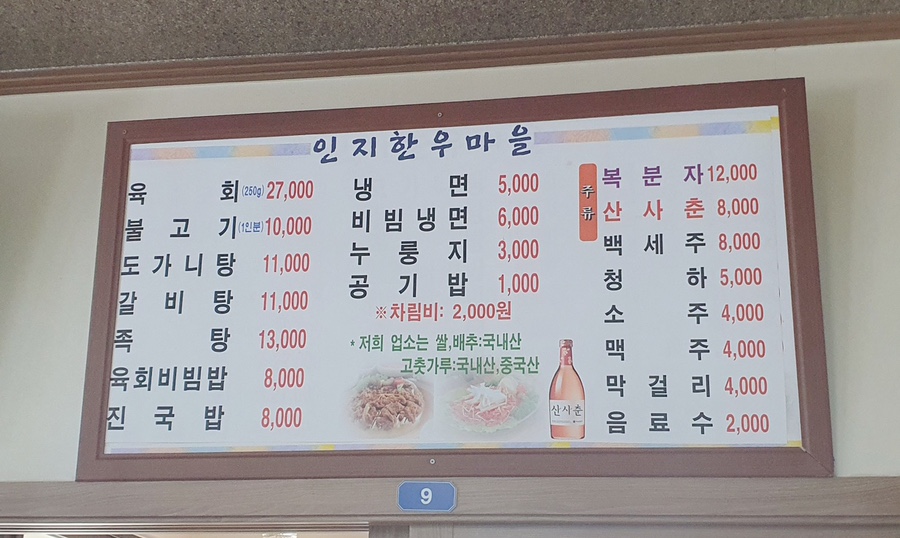 인지한우마을
육회(250g) 27,000
불고기(1인분) 10,000
도가니탕 11,000
갈비탕 11,000
족탕 13,000
육회비빔밥 8,000
진국밥 8,000
냉면 5,000
비빔냉면 6,000
누룽지 3,000
공기밥 1,000
※차림비: 2,000원
* 저희 업소는 쌀,배추:국내산
고춧가루:국내산,중국산
산사춘
주류
복분자 12,000
산사춘 8,000
백세주 8,000
청하 5,000
소주 4,000
맥주 4,000
막걸리 4,000
음료수 2,000
9